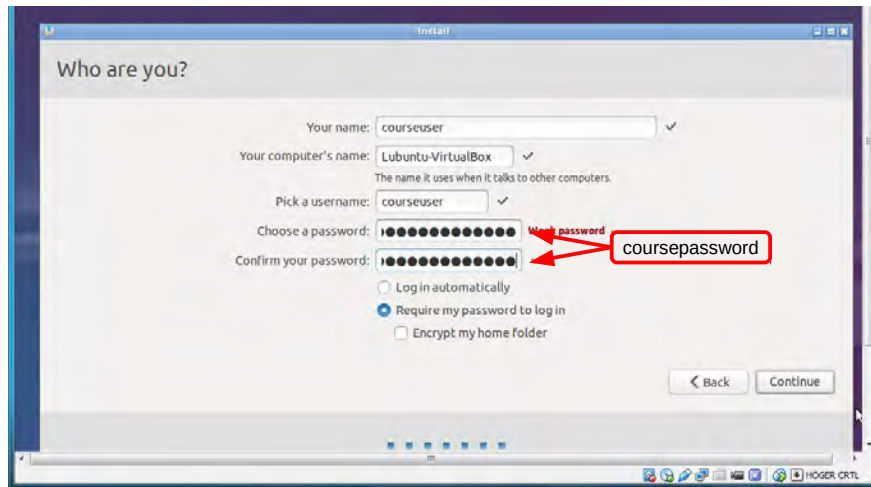 Install
Who are you?
Your name: courseuser
Your computer's name: Lubuntu-VirtualBox
The name it uses when it talks to other computers.
Pick a username: courseuser
Choose a password: Weak password
coursepassword
Confirm your password:
Log in automatically
Require my password to log in
Encrypt my home folder
Back Continue
HÖGER CRTL